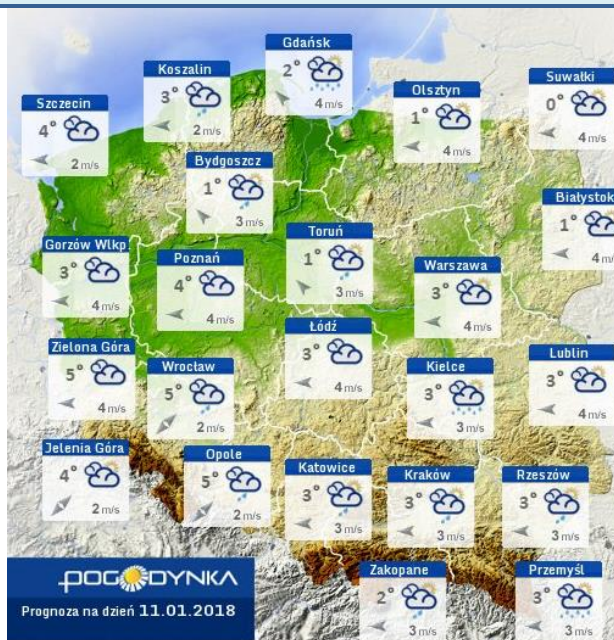 Gdańsk
2°
4 m/s
Koszalin
3°
2 m/s
Suwałki
0°
4 m/s
Szczecin
4°
2 m/s
Olsztyn
1°
4 m/s
Bydgoszcz
1°
3 m/s
Białystok
1°
4 m/s
Toruń
1°
3 m/s
Gorzów Wlkp.
3°
4 m/s
Poznań
4°
4 m/s
Warszawa
3°
4 m/s
Łódź
3°
4 m/s
Zielona Góra
5°
4 m/s
Wrocław
5°
2 m/s
Kielce
3°
3 m/s
Lublin
3°
4 m/s
Jelenia Góra
4°
2 m/s
Opole
5°
2 m/s
Katowice
3°
3 m/s
Kraków
3°
3 m/s
Rzeszów
3°
3 m/s
Zakopane
2°
3 m/s
Przemyśl
3°
3 m/s
POGODYNKA
Prognoza na dzień 11.01.2018